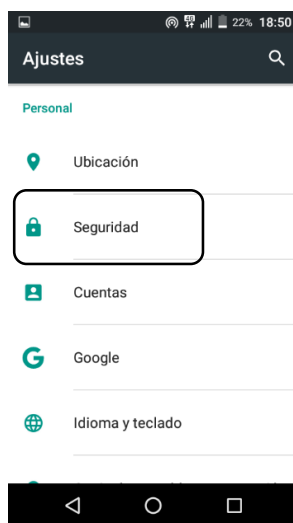 22% 18:50
Ajustes
Personal
Ubicación
Seguridad
Cuentas
Google
Idioma y teclado